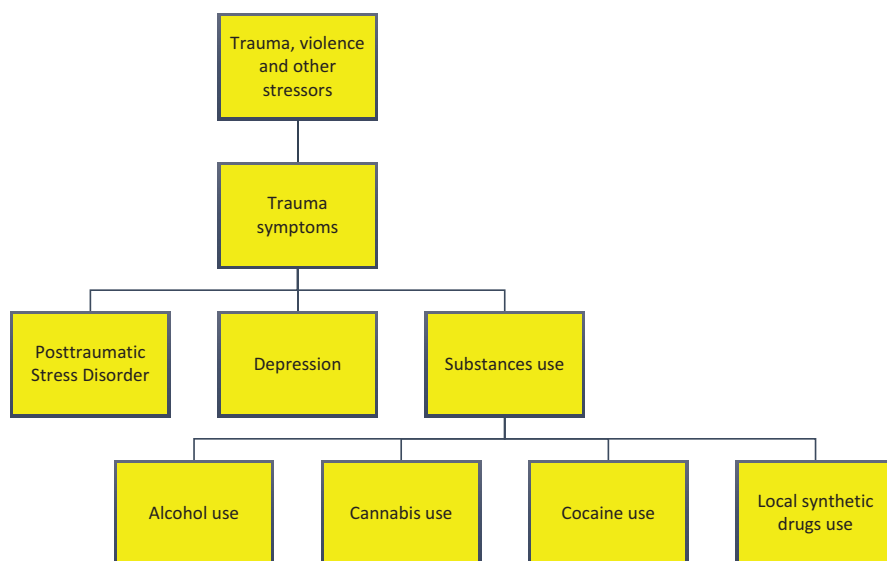 Trauma, violence
and other
stressors
Trauma
symptoms
Posttraumatic
Stress Disorder
Depression
Substances use
Alcohol use
Cannabis use
Cocaine use
Local synthetic
drugs use